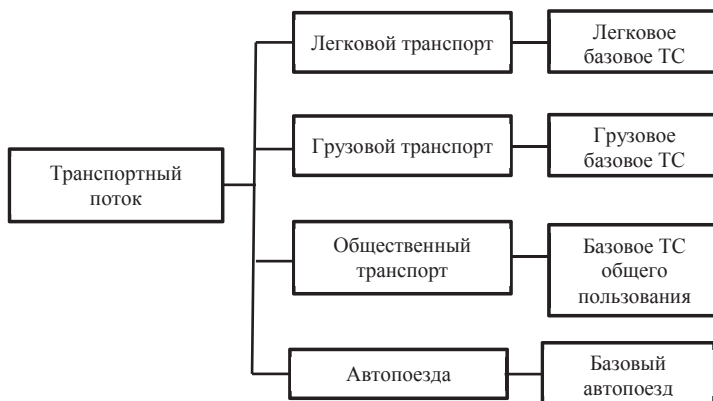 Легковой транспорт
Легковое
базовое ТС
Грузовой транспорт
Грузовое
базовое ТС
Транспортный
поток
Общественный
транспорт
Базовое ТС
общего
пользования
Автопоезда
Базовый
автопоезд